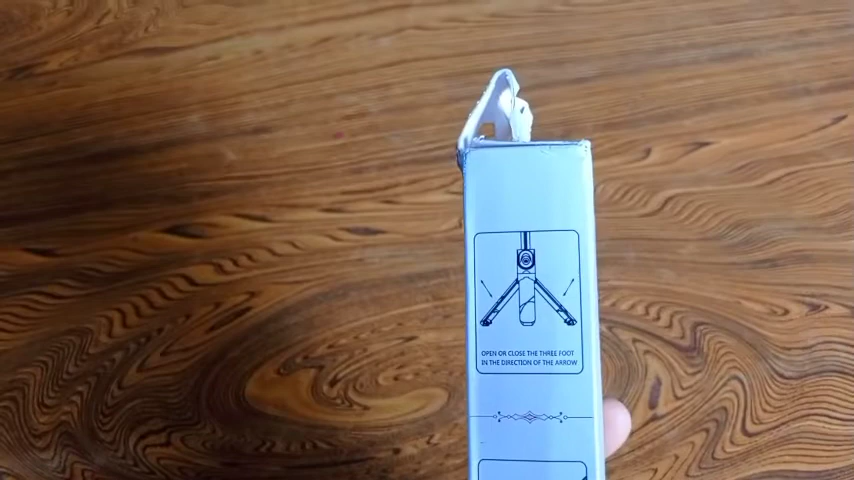 OPEN OR CLOSE THE THREE FOOT
IN THE DIRECTION OF THE ARROW